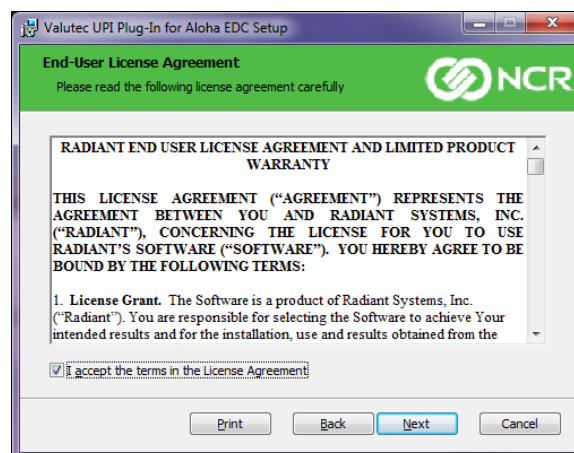 Valutec UPI Plug-In for Aloha EDC Setup
End-User License Agreement
Please read the following license agreement carefully
NCR
RADIANT END USER LICENSE AGREEMENT AND LIMITED PRODUCT
WARRANTY
THIS LICENSE AGREEMENT (“AGREEMENT”) REPRESENTS THE
AGREEMENT BETWEEN YOU AND RADIANT SYSTEMS, INC.
(“RADIANT”), CONCERNING THE LICENSE FOR YOU TO USE
RADIANT'S SOFTWARE (“SOFTWARE”). YOU HEREBY AGREE TO BE
BOUND BY THE FOLLOWING TERMS:
1. License Grant. The Software is a product of Radiant Systems, Inc.
(“Radiant”). You are responsible for selecting the Software to achieve Your
intended results and for the installation, use and results obtained from the
I accept the terms in the License Agreement
Print Back Next Cancel